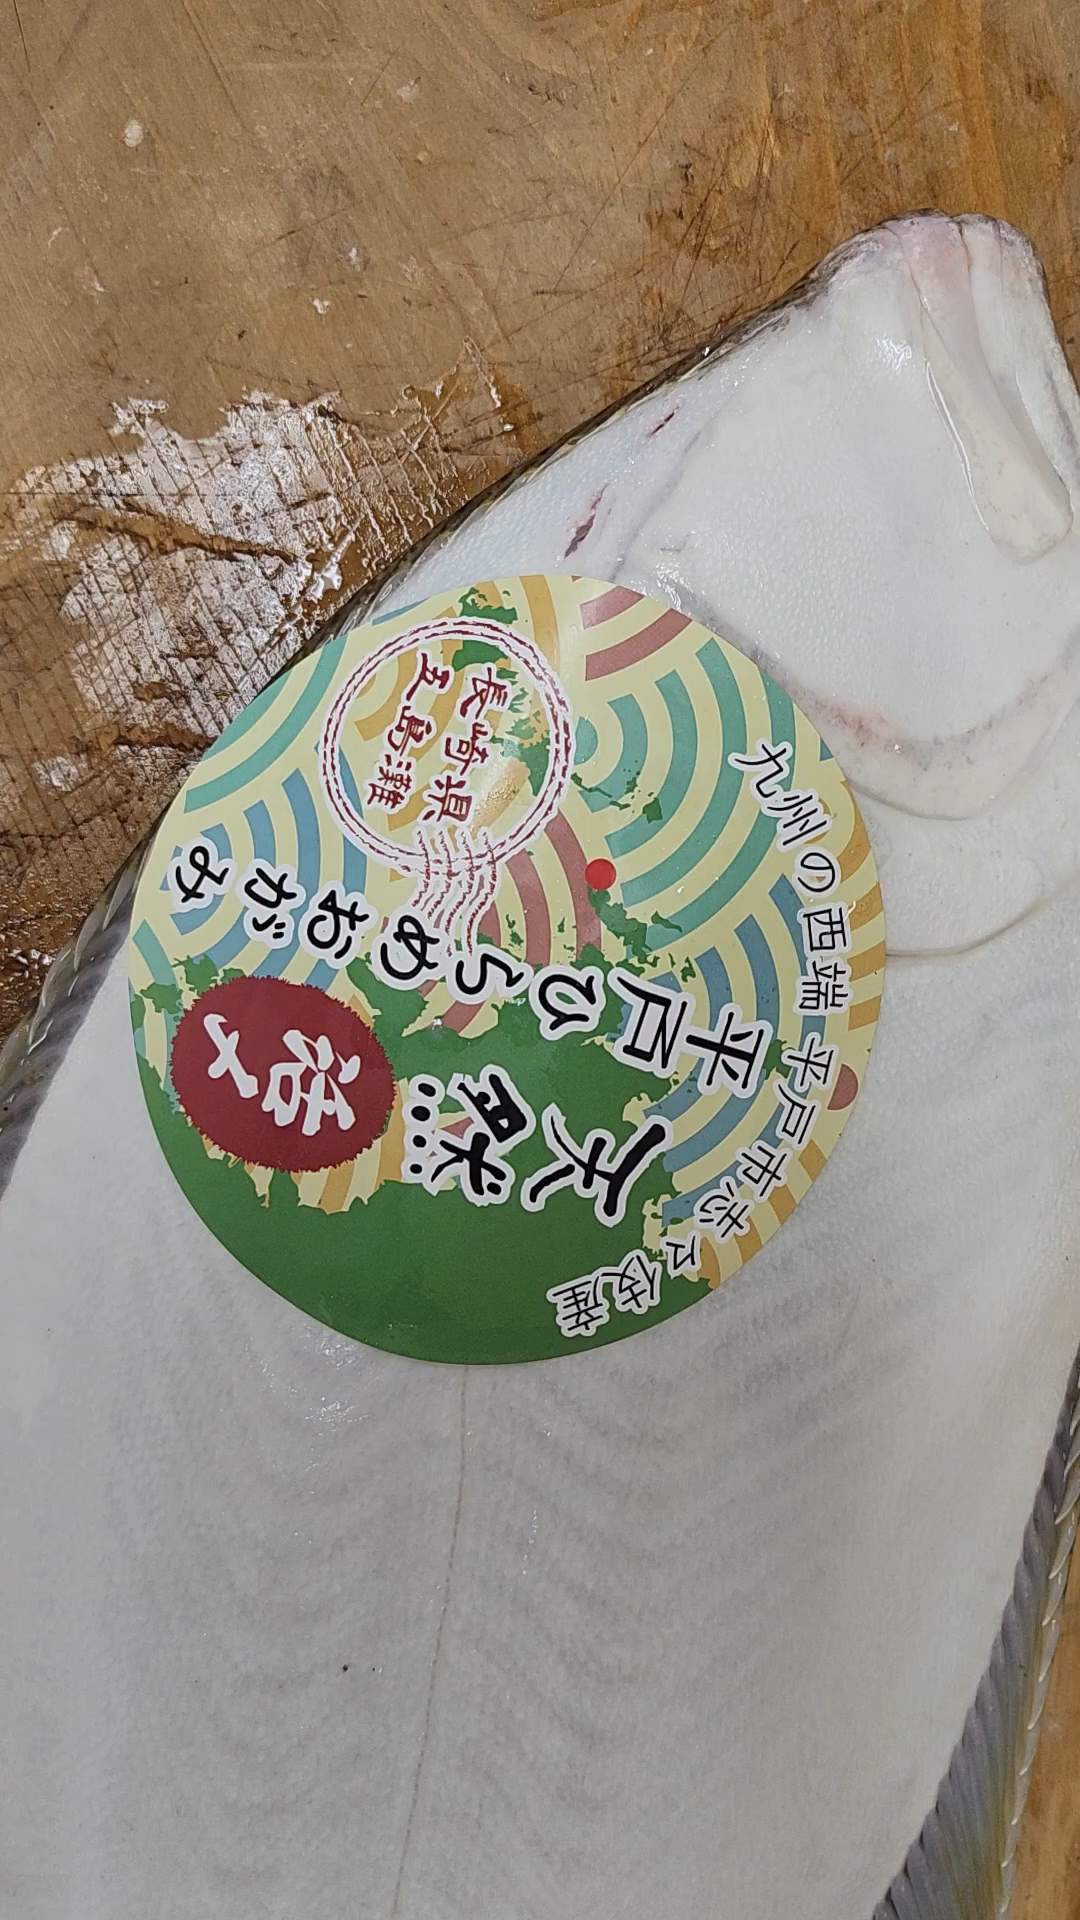 九州の西端 平戸市志々伎産
天然
平戸ひらめおがみ
活〆
長崎県
五島灘